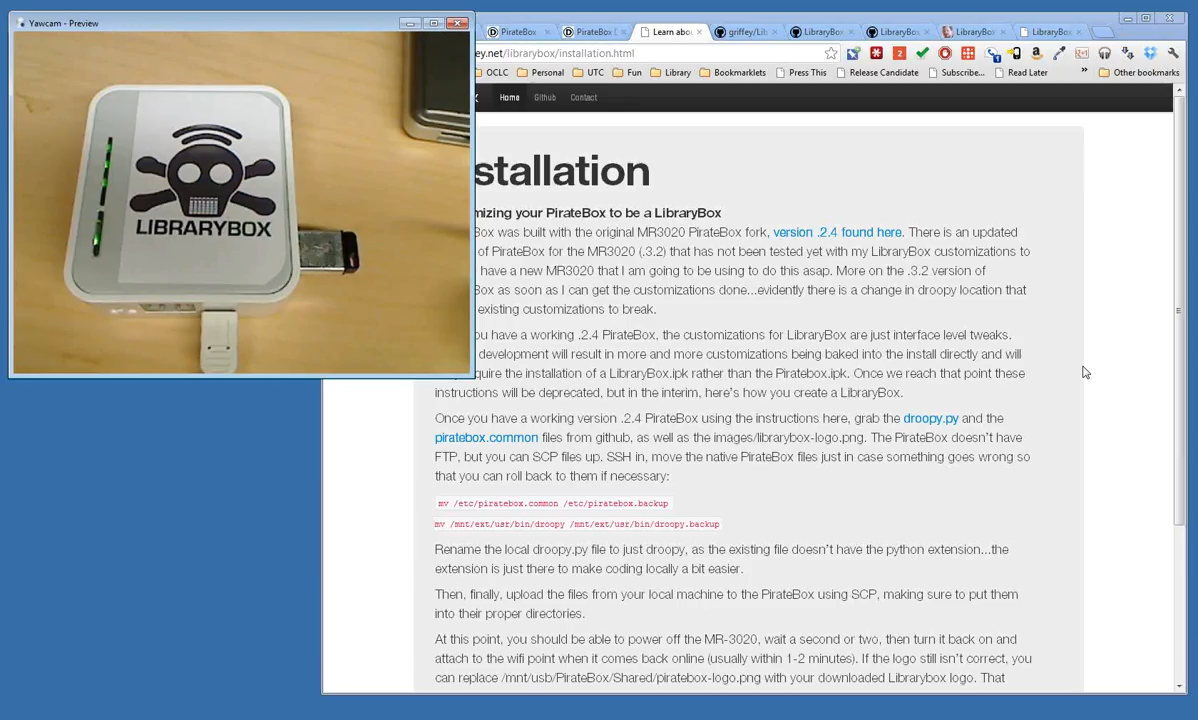 Yawcam - Preview
LIBRARYBOX
PirateBox
PirateBox [
Learn abou
griffey/Lib
LibraryBox
LibraryBo
LibraryBox
LibraryBo
ey.net/librarybox/installation.html
OCLC Personal UTC Fun Library Bookmarklets Press This Release Candidate Subscribe... Read Later » Other bookmarks
Home Github Contact
stallation
mizing your PirateBox to be a LibraryBox
Box was built with the original MR3020 PirateBox fork, version .2.4 found here. There is an updated
of PirateBox for the MR3020 (.3.2) that has not been tested yet with my LibraryBox customizations to
have a new MR3020 that I am going to be using to do this asap. More on the .3.2 version of
Box as soon as I can get the customizations done...evidently there is a change in droopy location that
existing customizations to break.
ou have a working .2.4 PirateBox, the customizations for LibraryBox are just interface level tweaks.
development will result in more and more customizations being baked into the install directly and will
quire the installation of a LibraryBox.ipk rather than the Piratebox.ipk. Once we reach that point these
instructions will be deprecated, but in the interim, here's how you create a LibraryBox.
Once you have a working version .2.4 PirateBox using the instructions here, grab the droopy.py and the
piratebox.common files from github, as well as the images/librarybox-logo.png. The PirateBox doesn't have
FTP, but you can SCP files up. SSH in, move the native PirateBox files just in case something goes wrong so
that you can roll back to them if necessary:
mv /etc/piratebox.common /etc/piratebox.backup
mv /mnt/ext/usr/bin/droopy /mnt/ext/usr/bin/droopy.backup
Rename the local droopy.py file to just droopy, as the existing file doesn't have the python extension...the
extension is just there to make coding locally a bit easier.
Then, finally, upload the files from your local machine to the PirateBox using SCP, making sure to put them
into their proper directories.
At this point, you should be able to power off the MR-3020, wait a second or two, then turn it back on and
attach to the wifi point when it comes back online (usually within 1-2 minutes). If the logo still isn't correct, you
can replace /mnt/usb/PirateBox/Shared/piratebox-logo.png with your downloaded Librarybox logo. That